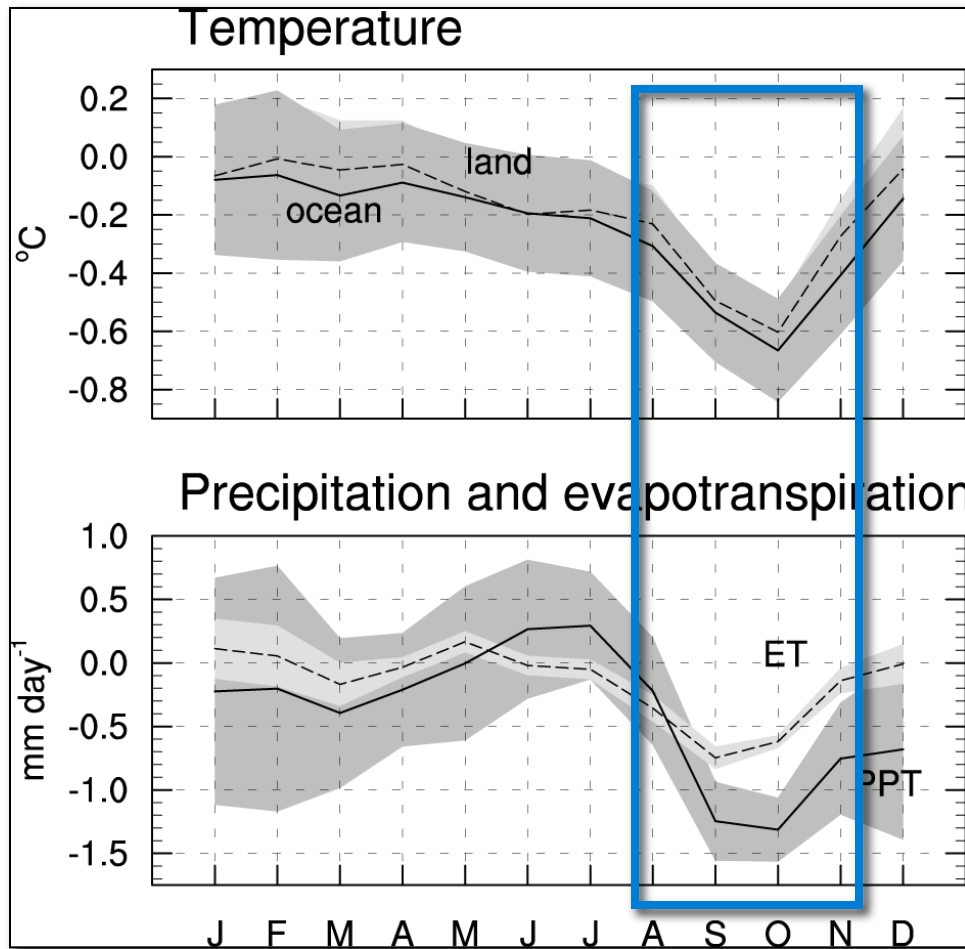 Temperature
0.2
0.0
-0.2
-0.4
-0.6
-0.8
ºC
land
ocean
Precipitation and evapotranspiration
1.0
0.5
0.0
-0.5
-1.0
-1.5
mm day-1
ET
PPT
J F M A M J J A S O N D